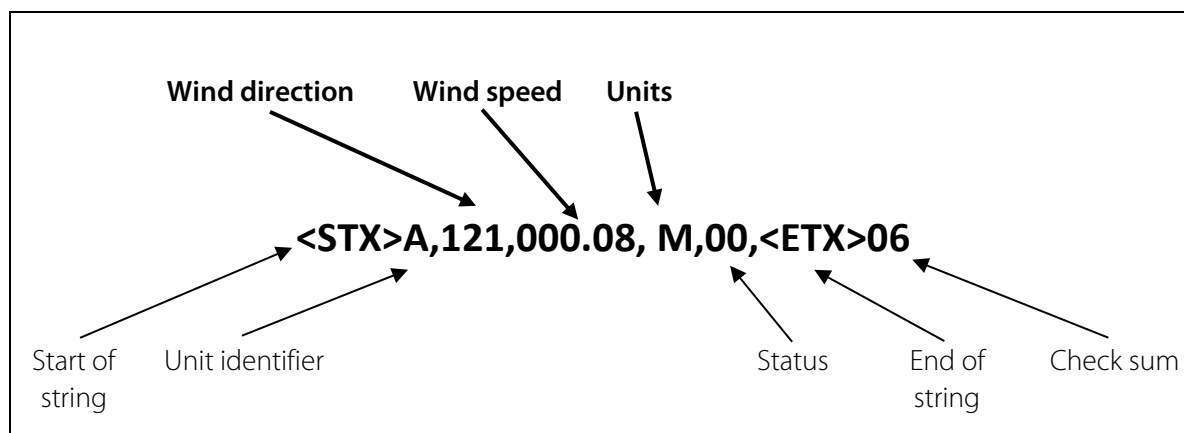 Wind direction Wind speed Units
<STX>A,121,000.08, M,00,<ETX>06
Start of string
Unit identifier
Status
End of string
Check sum